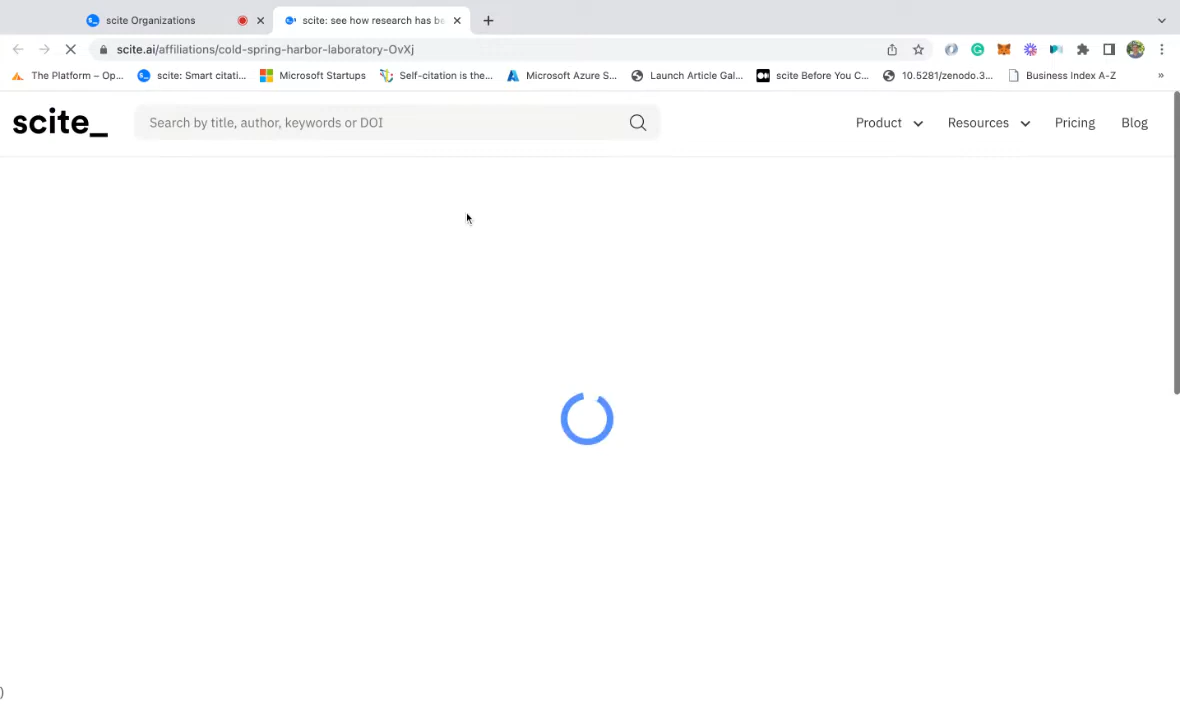 scite Organizations
scite: see how research has be
scite.ai/affiliations/cold-spring-harbor-laboratory-OvXj
The Platform – Op...
scite: Smart citati...
Microsoft Startups
Self-citation is the...
Microsoft Azure S...
Launch Article Gal...
scite Before You C...
10.5281/zenodo.3...
Business Index A-Z
»
scite_
Search by title, author, keywords or DOI
Product
Resources
Pricing
Blog
)